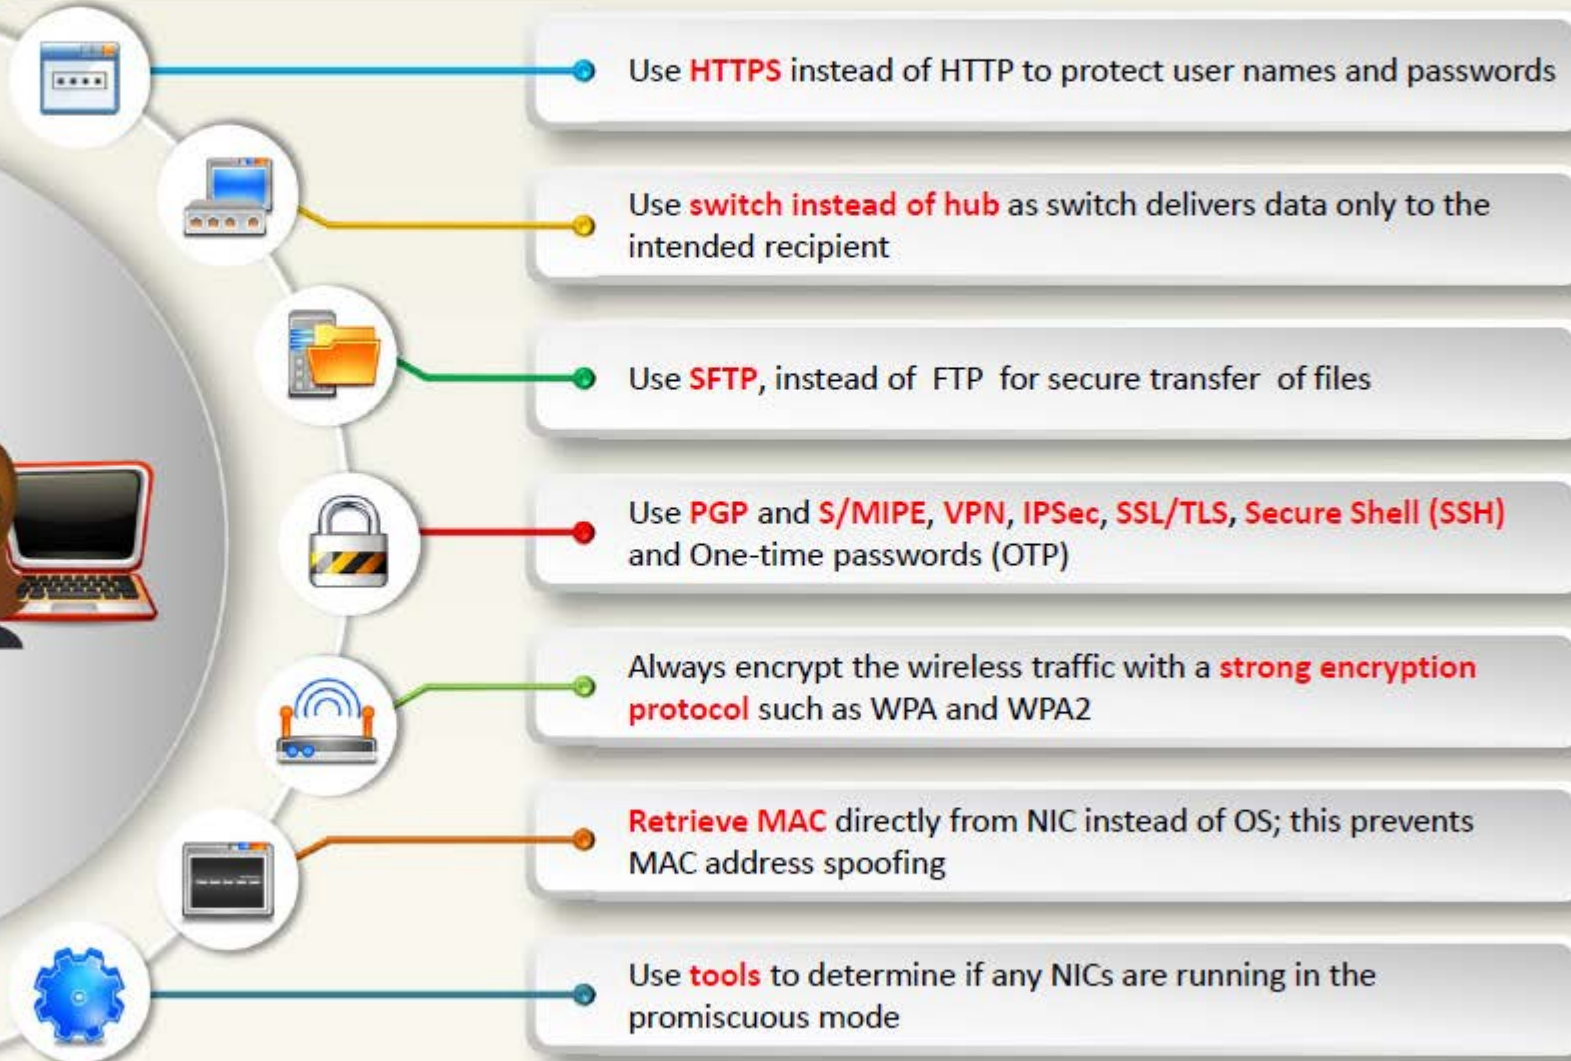 Use HTTPS instead of HTTP to protect user names and passwords
Use switch instead of hub as switch delivers data only to the
intended recipient
Use SFTP, instead of FTP for secure transfer of files
Use PGP and S/MIPE, VPN, IPSec, SSL/TLS, Secure Shell (SSH)
and One-time passwords (OTP)
Always encrypt the wireless traffic with a strong encryption
protocol such as WPA and WPA2
Retrieve MAC directly from NIC instead of OS; this prevents
MAC address spoofing
Use tools to determine if any NICs are running in the
promiscuous mode